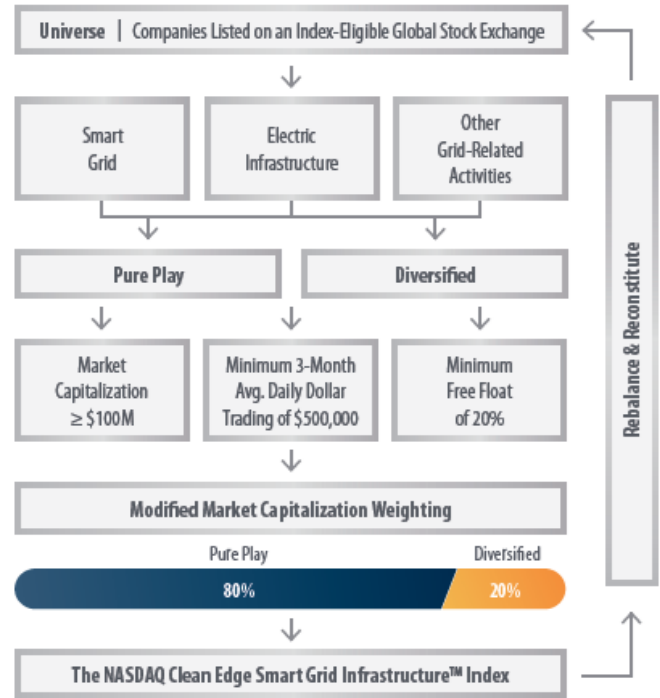 Universe | Companies Listed on an Index-Eligible Global Stock Exchange
Smart
Grid
Electric
Infrastructure
Other
Grid-Related
Activities
Pure Play
Diversified
Market
Capitalization
≥ $100M
Minimum 3-Month
Avg. Daily Dollar
Trading of $500,000
Minimum
Free Float
of 20%
Modified Market Capitalization Weighting
Pure Play
Diversified
80%
20%
The NASDAQ Clean Edge Smart Grid Infrastructure™ Index
Rebalance & Reconstitute